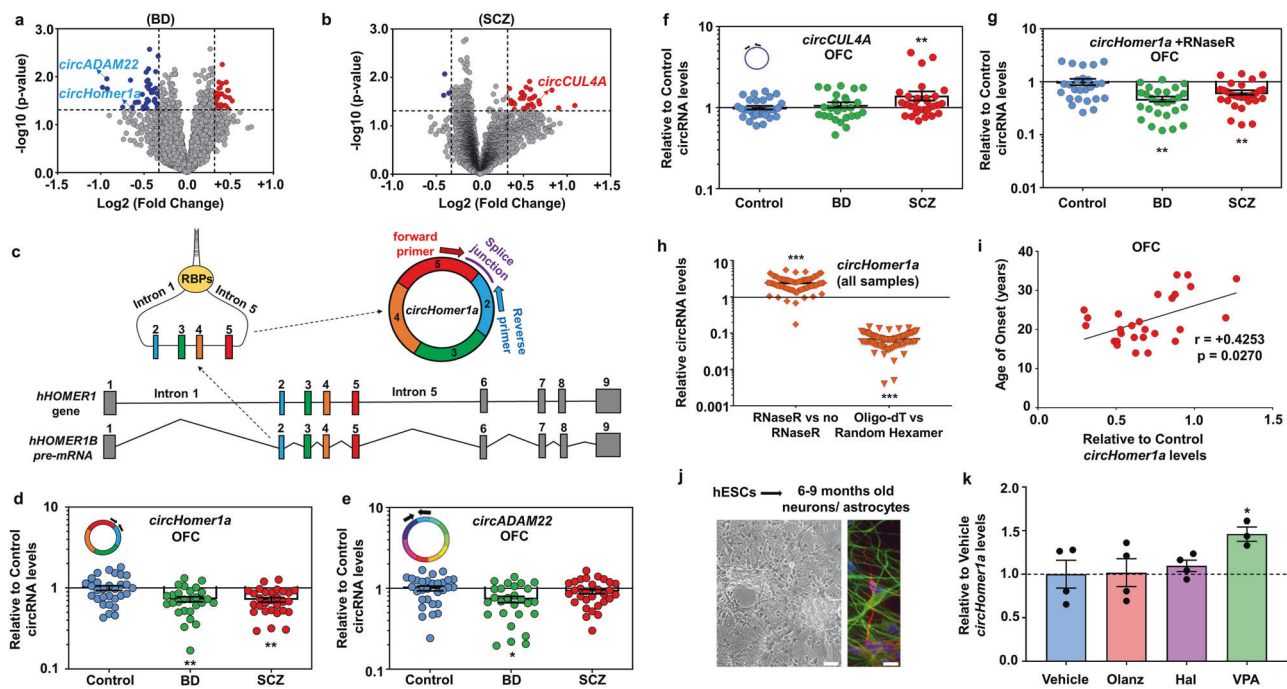 a
(BD)
3.0
2.5
2.0
1.5
1.0
0.5
0.0
-log10 (p-value)
circADAM22
circHomer1a
-1.5
-1.0
-0.5
0.0
+0.5
+1.0
Log2 (Fold Change)
b
(SCZ)
3.0
2.5
2.0
1.5
1.0
0.5
0.0
-log10 (p-value)
circCUL4A
-1.5
-1.0
-0.5
0.0
+0.5
+1.0
Log2 (Fold Change)
c
RBPs
Intron 1
Intron 5
2
3
4
5
forward
primer
Splice
junction
Reverse
primer
5
2
3
4
circHomer1a
hHOMER1
gene
1
Intron 1
2
3
4
5
Intron 5
6
7
8
9
hHOMER1B
pre-mRNA
1
2
3
4
5
6
7
8
9
d
circHomer1a
OFC
Relative to Control
circRNA levels
10
1
0.1
**
**
Control
BD
SCZ
e
circADAM22
OFC
Relative to Control
circRNA levels
10
1
0.1
*
Control
BD
SCZ
f
circCUL4A
OFC
Relative to Control
circRNA levels
10
1
0.1
**
Control
BD
SCZ
g
circHomer1a +RNaseR
OFC
Relative to Control
circRNA levels
10
1
0.1
0.01
**
**
Control
BD
SCZ
h
circHomer1a
(all samples)
Relative circRNA levels
100
10
1
0.1
0.01
0.001
***
***
RNaseR vs no
RNaseR
Oligo-dT vs
Random Hexamer
i
OFC
Age of Onset (years)
40
30
20
10
0
r = +0.4253
p = 0.0270
0.0
0.5
1.0
1.5
Relative to Control
circHomer1a levels
j
hESCs
6-9 months old
neurons/ astrocytes
k
Relative to Vehicle
circHomer1a levels
2.0
1.5
1.0
0.5
0.0
*
Vehicle
Olanz
Hal
VPA